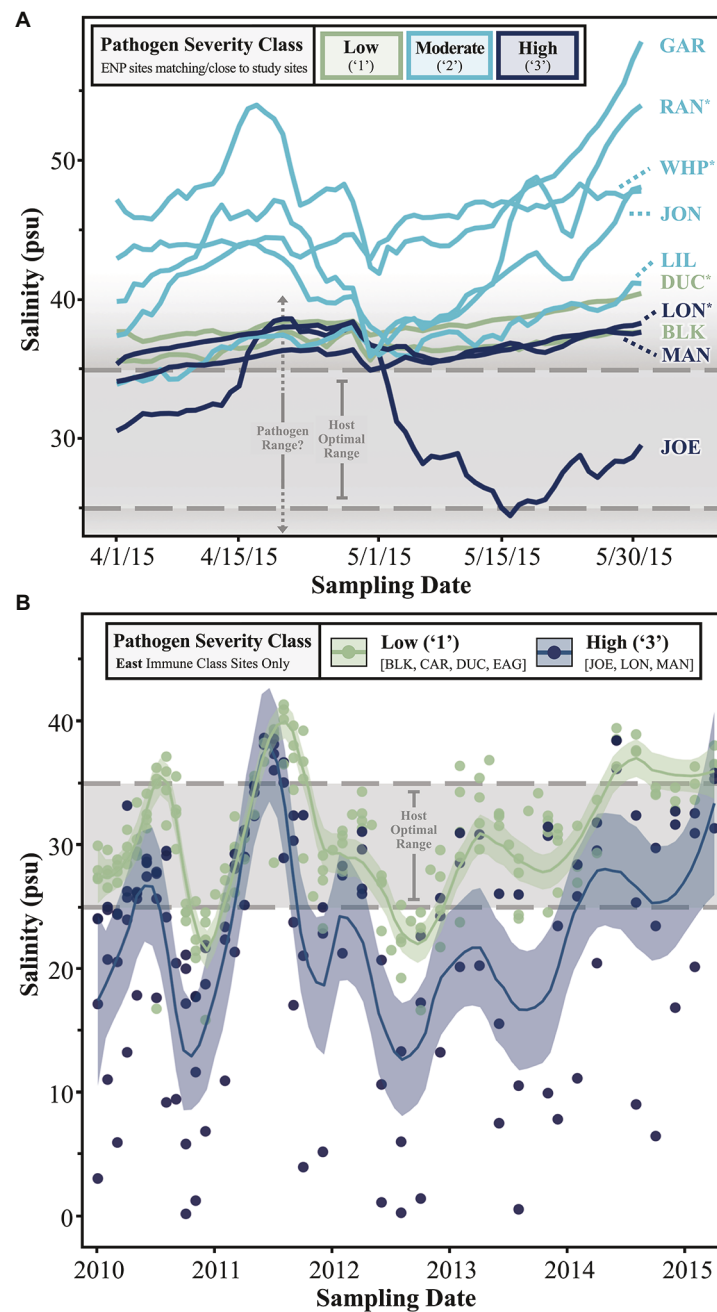 A
Pathogen Severity Class
ENP sites matching/close to study sites
Low
('1')
Moderate
('2')
High
('3')
GAR
RAN*
WHP*
JON
LIL
DUC*
LON*
BLK
MAN
JOE
Salinity (psu)
50
40
30
Pathogen
Range?
Host
Optimal
Range
4/1/15
4/15/15
5/1/15
5/15/15
5/30/15
Sampling Date
B
Pathogen Severity Class
East Immune Class Sites Only
Low ('1')
[BLK, CAR, DUC, EAG]
High ('3')
[JOE, LON, MAN]
Salinity (psu)
40
30
20
10
0
Host
Optimal
Range
2010
2011
2012
2013
2014
2015
Sampling Date